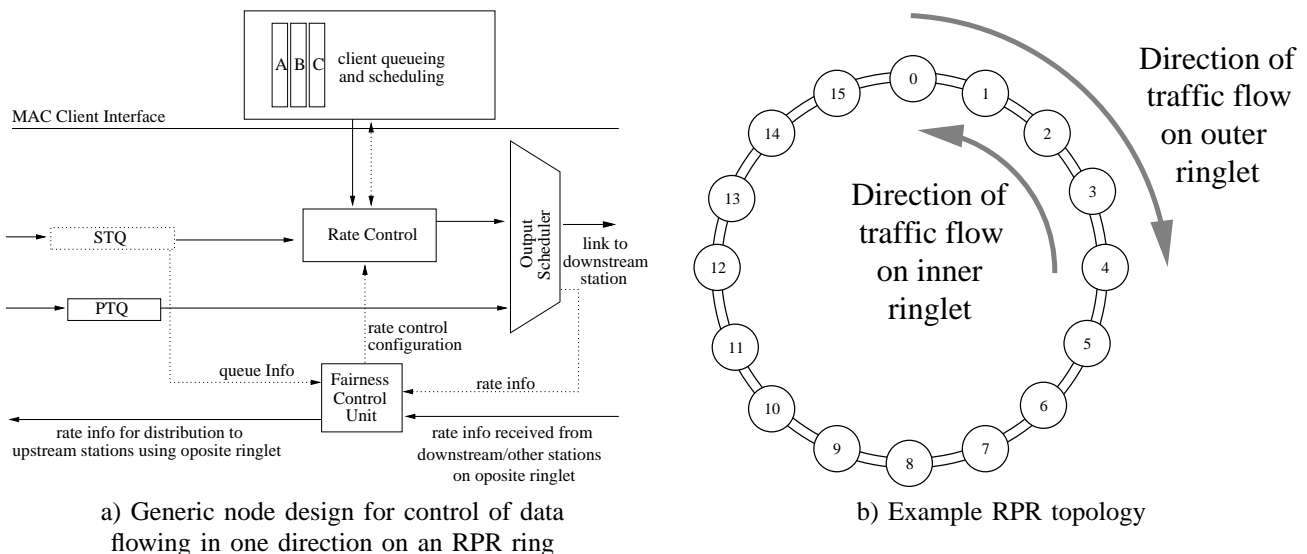 A B C
client queueing
and scheduling
MAC Client Interface
STQ
Rate Control
PTQ
Output
Scheduler
link to
downstream
station
rate control
configuration
queue Info
Fairness
Control
Unit
rate info
rate info for distribution to
upstream stations using oposite ringlet
rate info received from
downstream/other stations
on oposite ringlet
a) Generic node design for control of data
flowing in one direction on an RPR ring
0
1
2
3
4
5
6
7
8
9
10
11
12
13
14
15
Direction of
traffic flow
on outer
ringlet
Direction of
traffic flow
on inner
ringlet
b) Example RPR topology